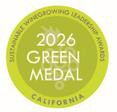 SUSTAINABLE WINEGROWING LEADERSHIP AWARDS
2026
GREEN
MEDAL
CALIFORNIA